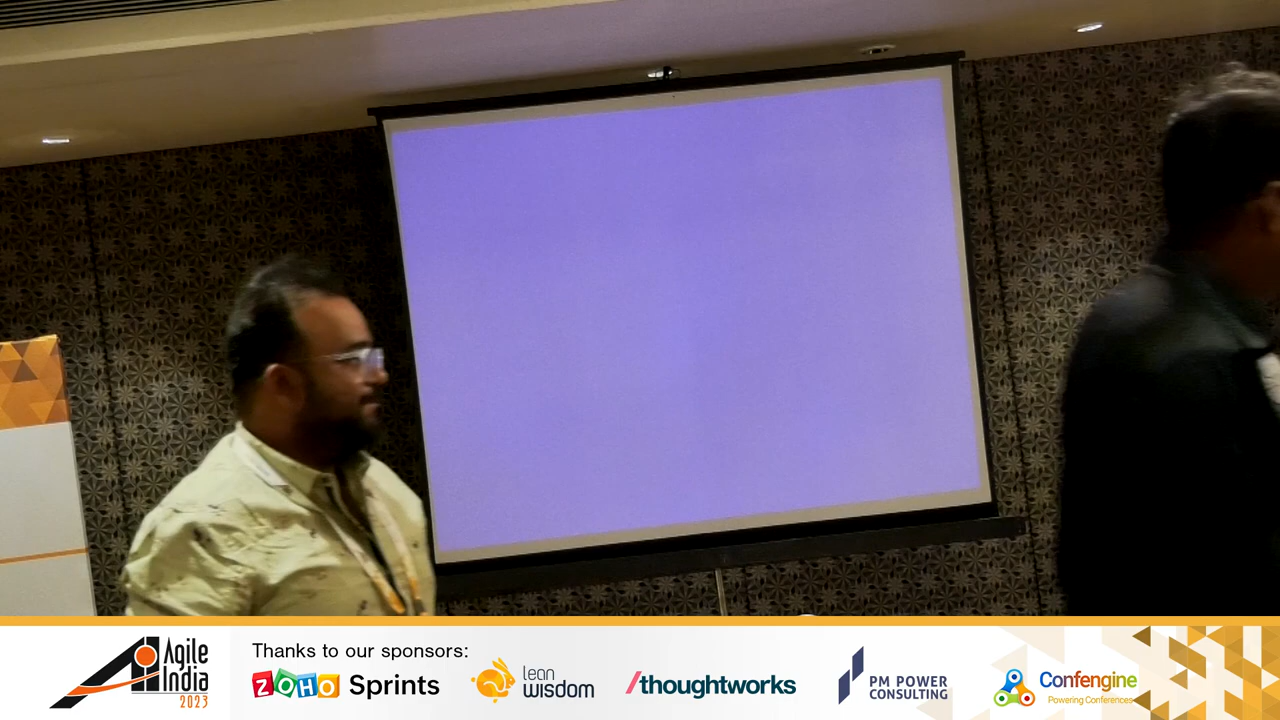 Agile
India
2023
Thanks to our sponsors:
ZOHO Sprints
lean
wisdom
/thoughtworks
PM POWER
CONSULTING
Confengine
Powering Conferences